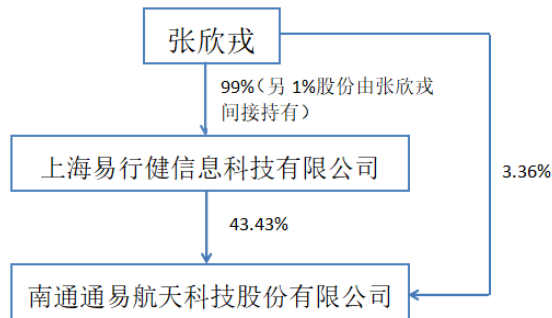 张欣戎
99%（另 1%股份由张欣戎
间接持有）
上海易行健信息科技有限公司
3.36%
43.43%
南通通易航天科技股份有限公司